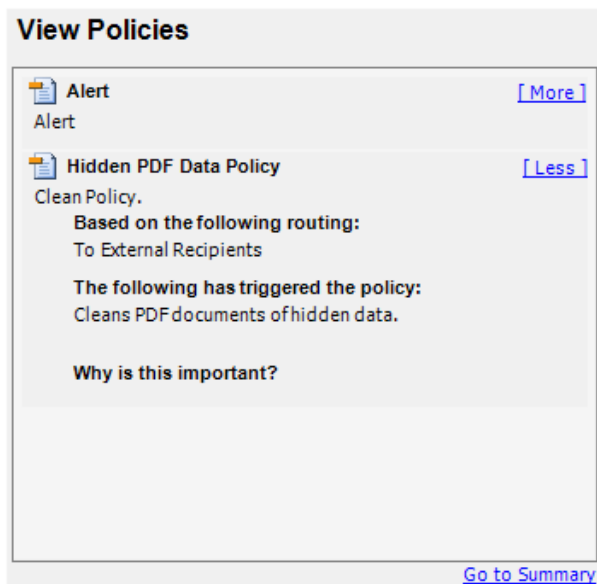 View Policies
Alert [ More ]
Alert
Hidden PDF Data Policy [ Less ]
Clean Policy.
Based on the following routing:
To External Recipients
The following has triggered the policy:
Cleans PDF documents of hidden data.
Why is this important?
Go to Summary